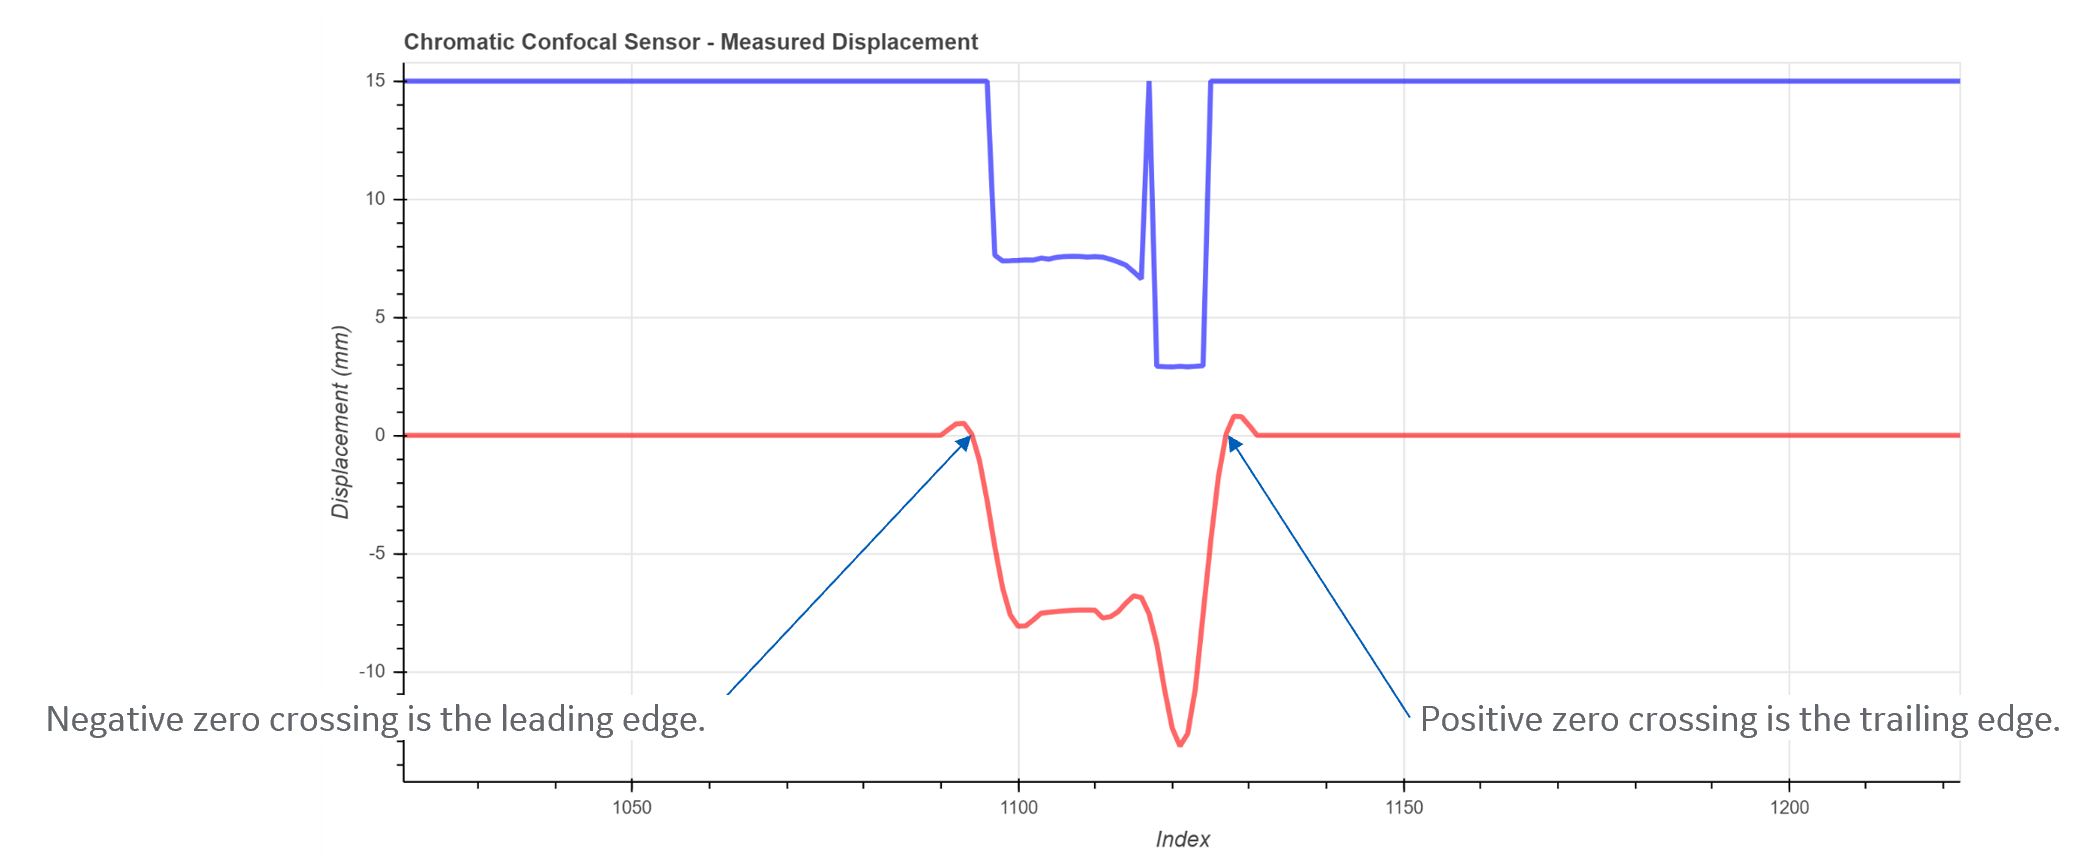 Chromatic Confocal Sensor - Measured Displacement
15
10
5
0
-5
-10
Displacement (mm)
Negative zero crossing is the leading edge.
Positive zero crossing is the trailing edge.
1050
1100
1150
1200
Index